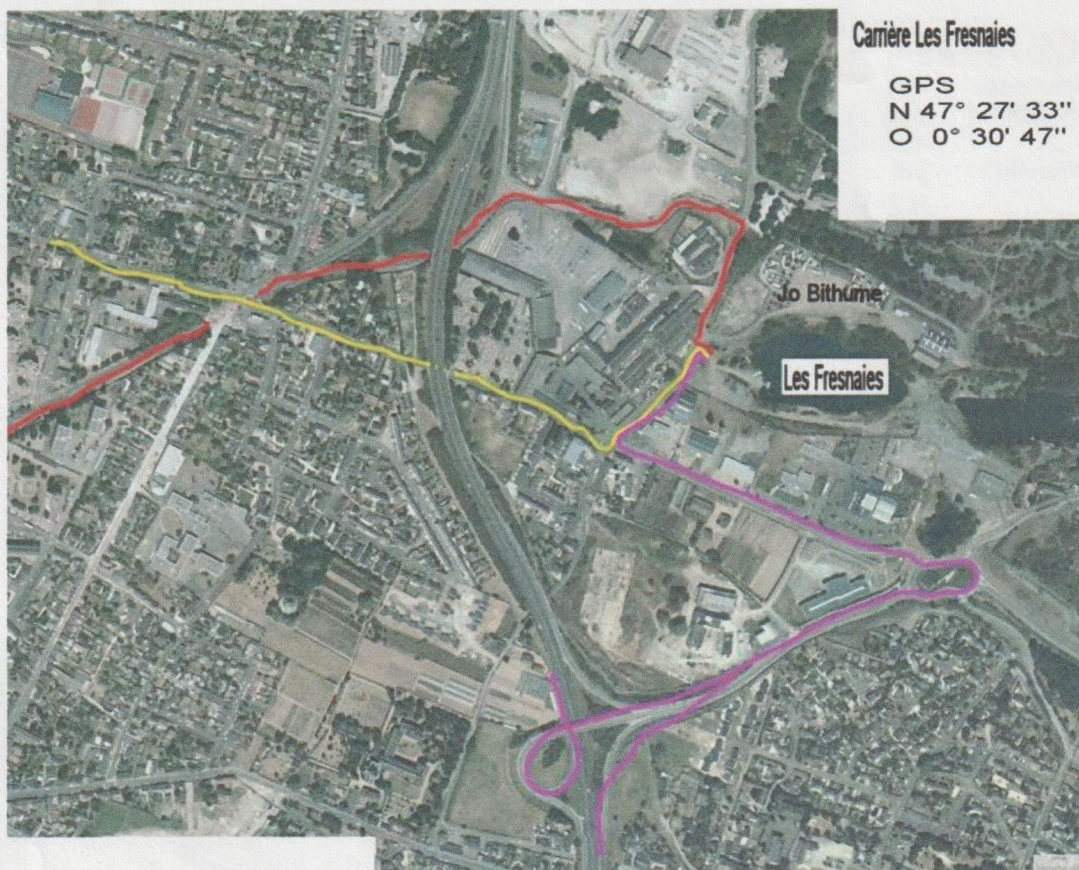 Carrière Les Fresnaies
GPS
N 47° 27' 33"
O 0° 30' 47"
Jo Bithume
Les Fresnaies